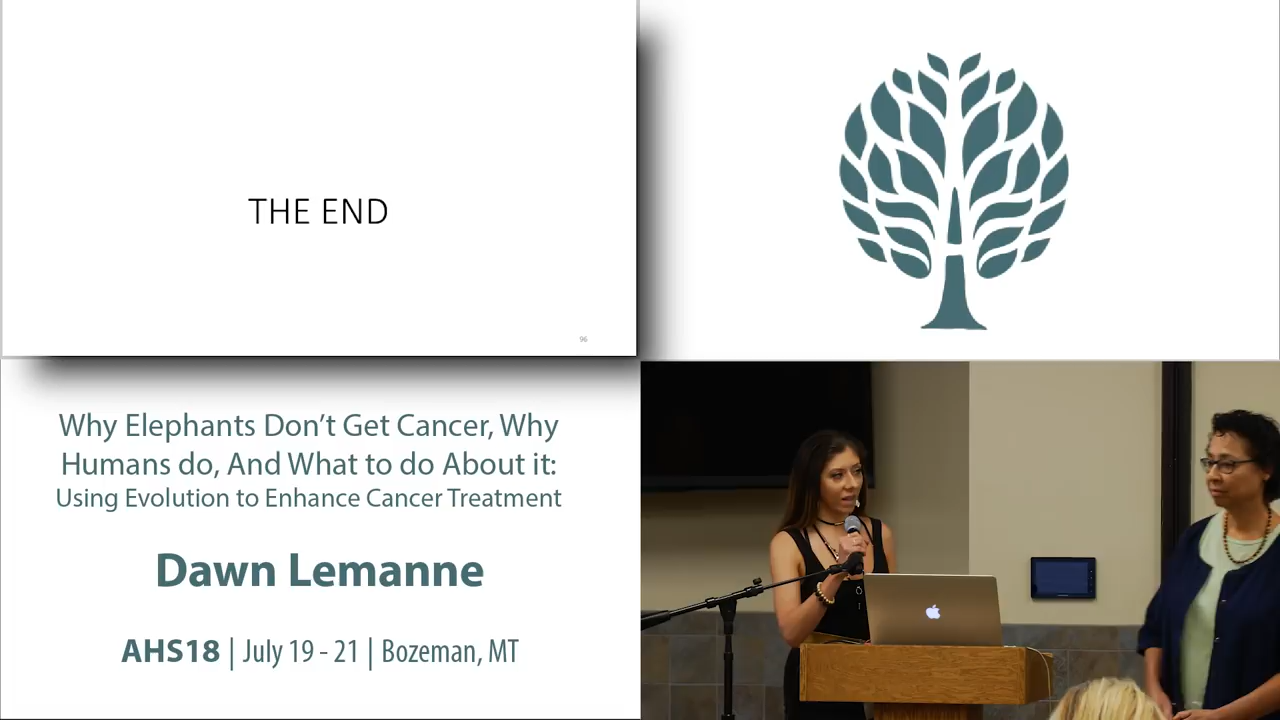 THE END
96
Why Elephants Don't Get Cancer, Why
Humans do, And What to do About it:
Using Evolution to Enhance Cancer Treatment
Dawn Lemanne
AHS18 | July 19 - 21 | Bozeman, MT